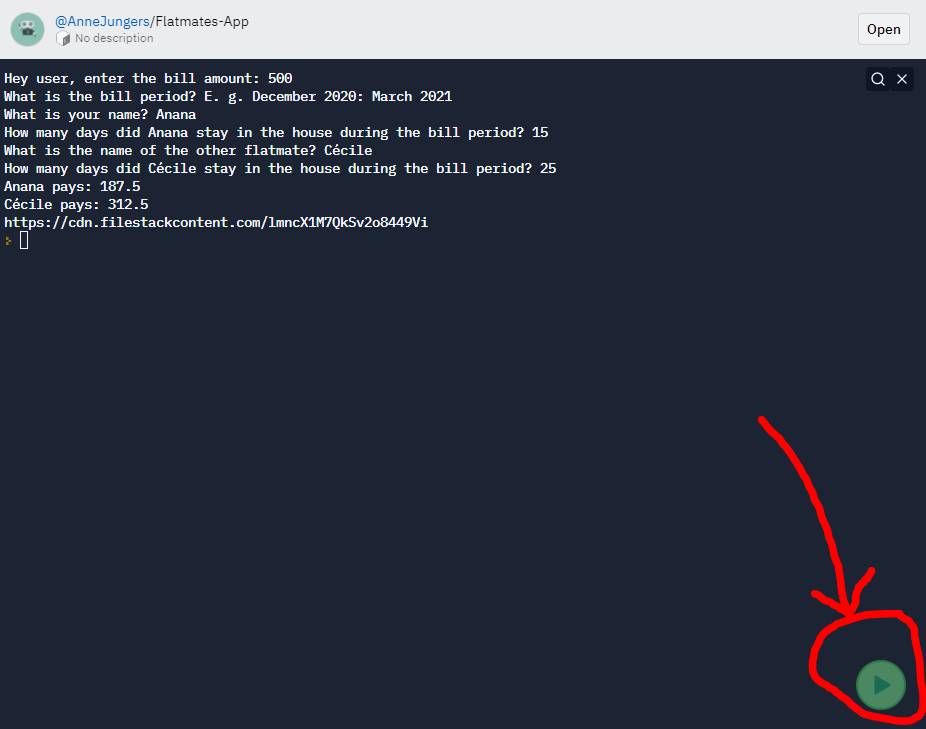 @AnneJungers/Flatmates-App
No description
Open
Hey user, enter the bill amount: 500
What is the bill period? E. g. December 2020: March 2021
What is your name? Anana
How many days did Anana stay in the house during the bill period? 15
What is the name of the other flatmate? Cécile
How many days did Cécile stay in the house during the bill period? 25
Anana pays: 187.5
Cécile pays: 312.5
https://cdn.filestackcontent.com/lmncX1M7QkSv2o8449Vi